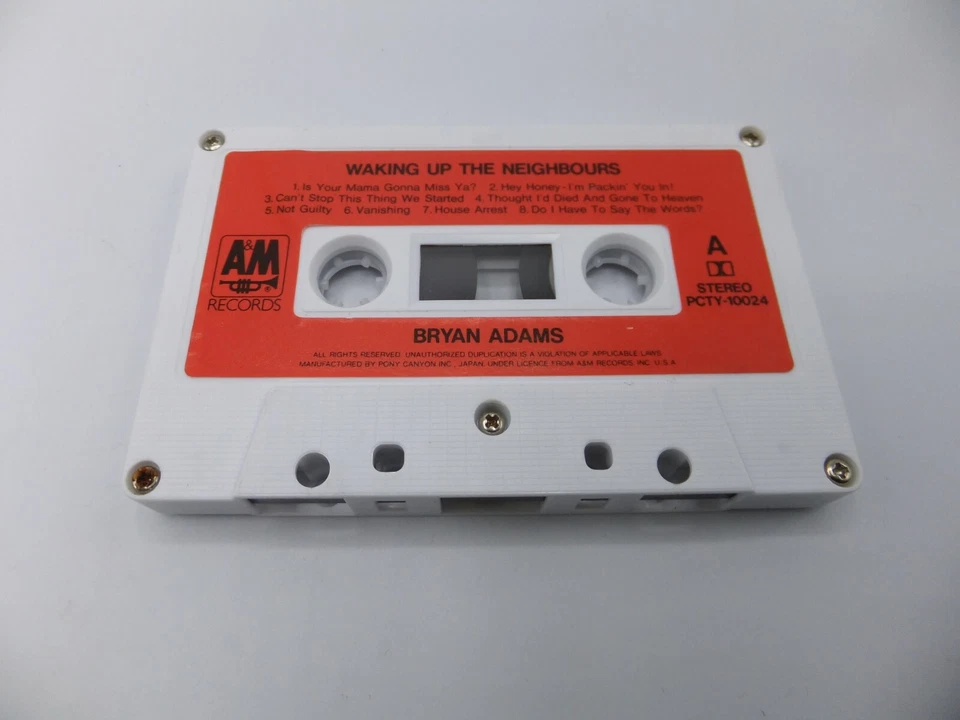 WAKING UP THE NEIGHBOURS
1. Is Your Mama Gonna Miss Ya? 2. Hey Honey - I'm Packin' You In!
3. Can't Stop This Thing We Started 4. Thought I'd Died And Gone To Heaven
5. Not Guilty 6. Vanishing 7. House Arrest 8. Do I Have To Say The Words?
A&M
RECORDS
A
STEREO
PCTY-10024
BRYAN ADAMS
ALL RIGHTS RESERVED. UNAUTHORIZED DUPLICATION IS A VIOLATION OF APPLICABLE LAWS
MANUFACTURED BY PONY CANYON INC., JAPAN, UNDER LICENCE FROM A&M RECORDS, INC. U.S.A.